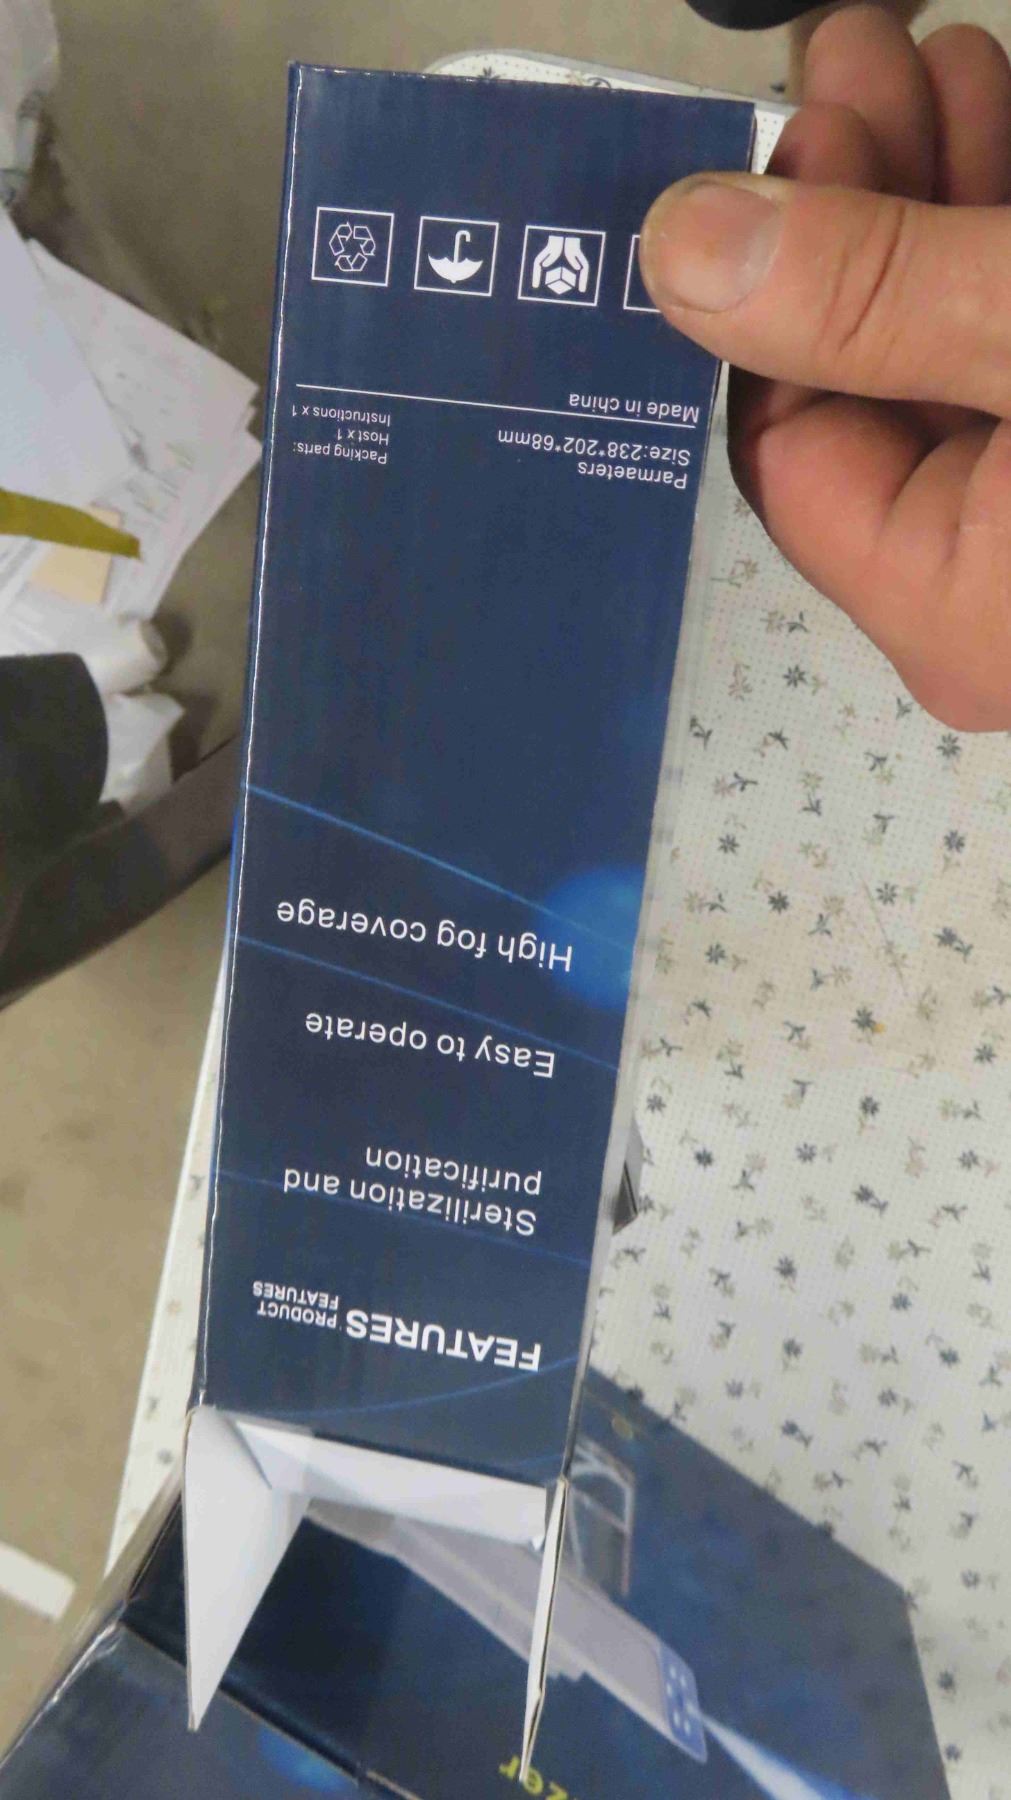 FEATURES PRODUCT
FEATURES
Sterilization and
purification
Easy to operate
High fog coverage
Parmaeters
Size:238*202*68mm
Packing parts:
Host x 1
Instructions x 1
Made in china